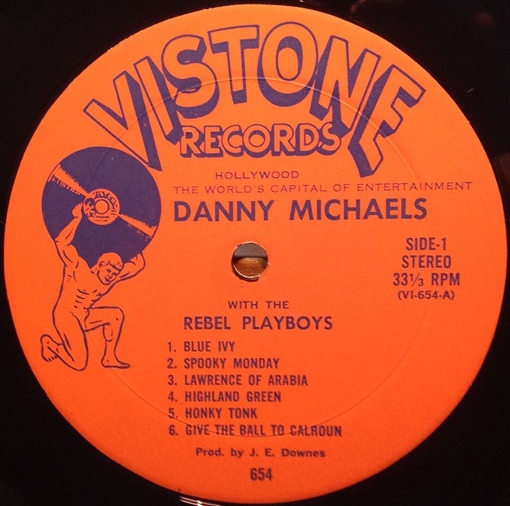 VISTONE
RECORDS
HOLLYWOOD
THE WORLD'S CAPITAL OF ENTERTAINMENT
DANNY MICHAELS
SIDE-1
STEREO
33⅓ RPM
(VI-654-A)
WITH THE
REBEL PLAYBOYS
1. BLUE IVY
2. SPOOKY MONDAY
3. LAWRENCE OF ARABIA
4. HIGHLAND GREEN
5. HONKY TONK
6. GIVE THE BALL TO CALHOUN
Prod. by J. E. Downes
654